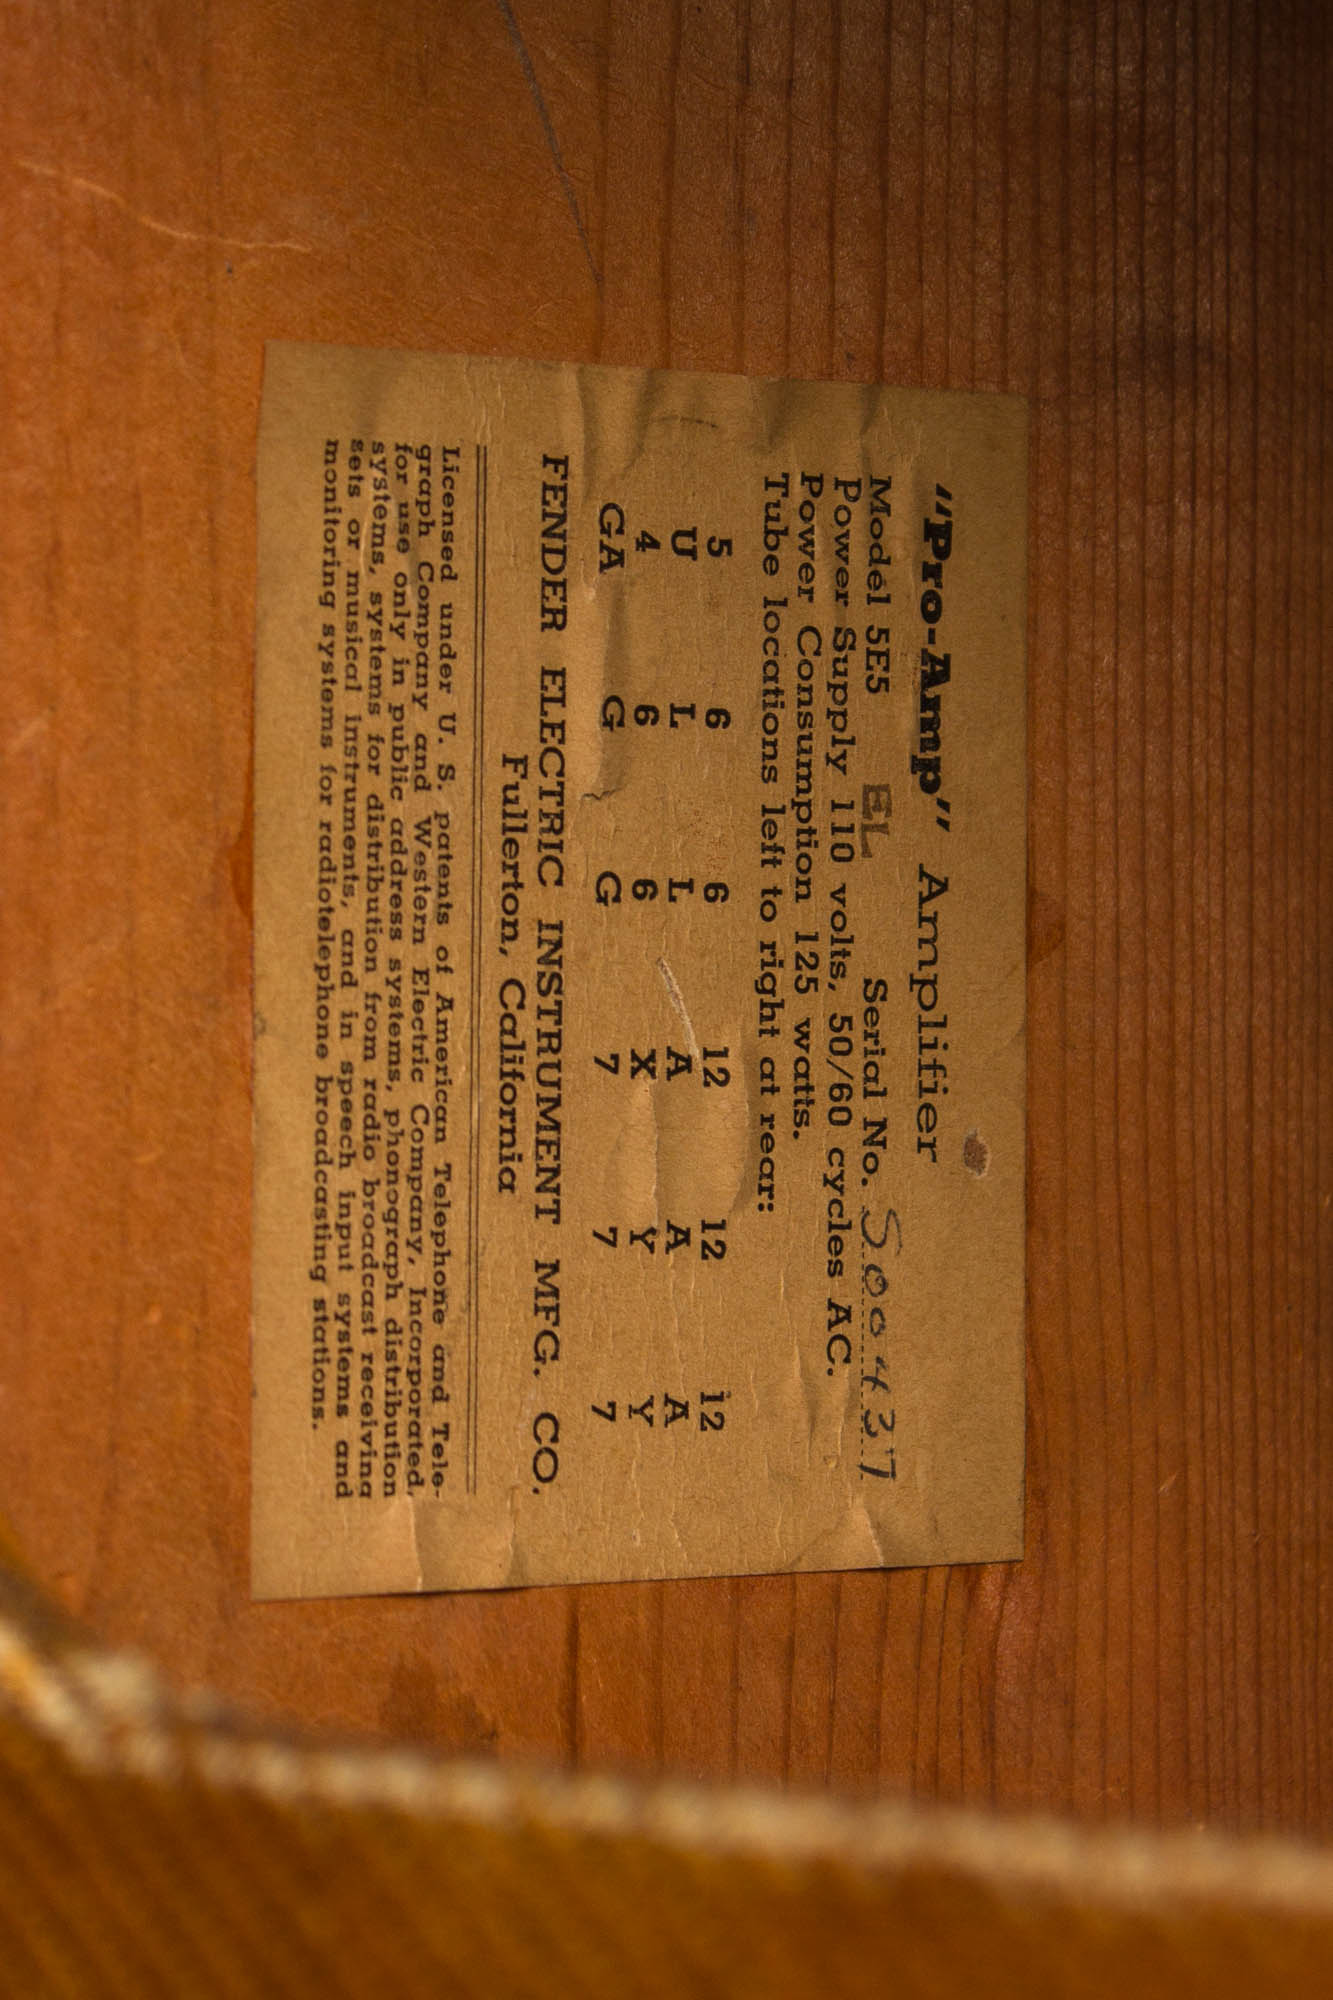 "Pro-Amp" Amplifier
Model 5E5 EL Serial No. S00437
Power Supply 110 volts, 50/60 cycles AC.
Power Consumption 125 watts.
Tube locations left to right at rear:
5 6 6 12 12 12
U L L A A A
4 6 6 X Y Y
GA G G 7 7 7
FENDER ELECTRIC INSTRUMENT MFG. CO.
Fullerton, California
Licensed under U. S. patents of American Telephone and Tele-
graph Company and Western Electric Company, Incorporated,
for use only in public address systems, phonograph distribution
systems, systems for distribution from radio broadcast receiving
sets or musical instruments, and in speech input systems and
monitoring systems for radiotelephone broadcasting stations.